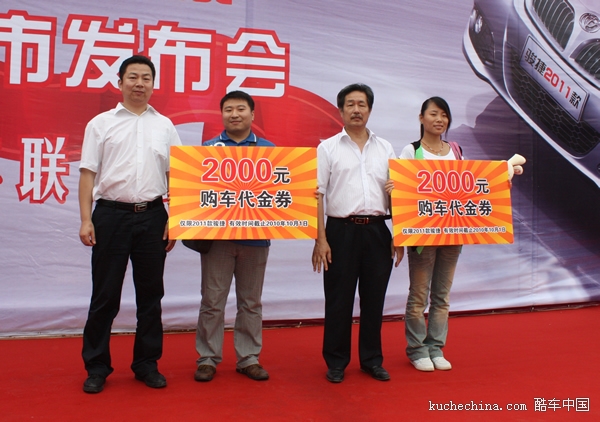 市发布会
联
骏捷2011款
2000元
购车代金券
仅限2011款骏捷 有效时间截止2010年10月1日
2000元
购车代金券
仅限2011款骏捷 有效时间截止2010年10月1日
kuchechina.com 酷车中国